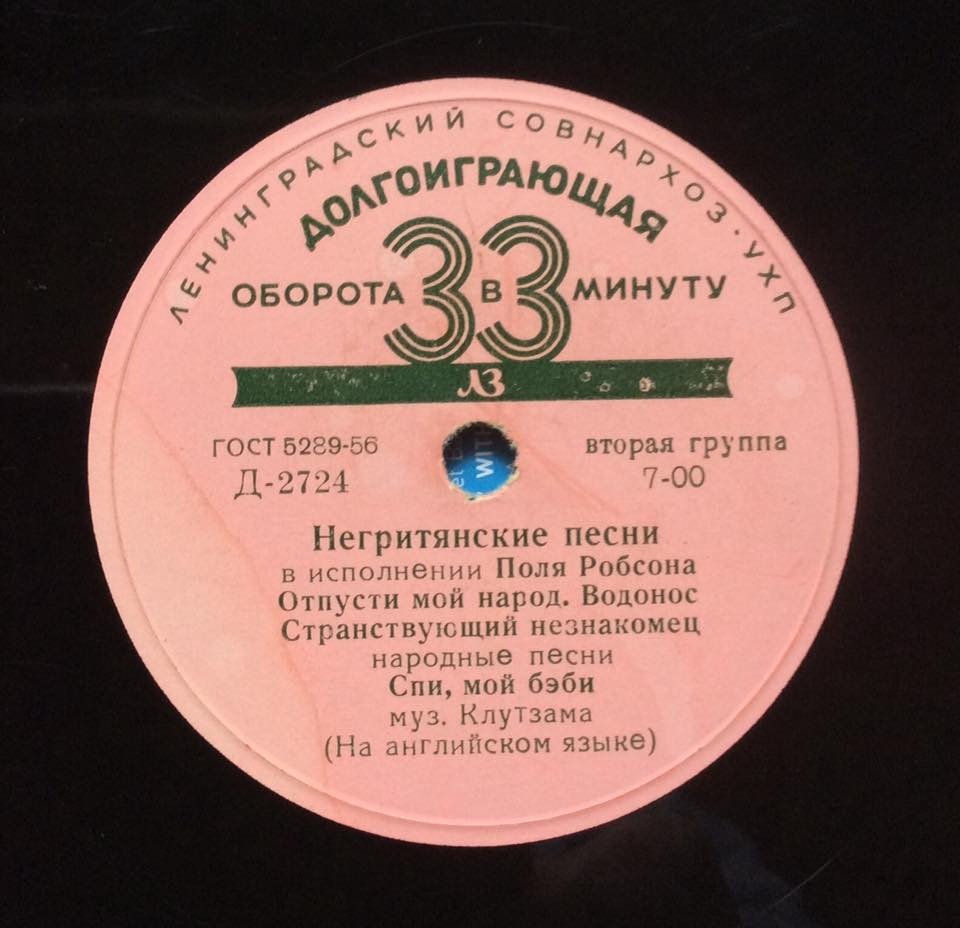 ЛЕНИНГРАДСКИЙ СОВНАРХОЗ · УХП
ДОЛГОИГРАЮЩАЯ
ОБОРОТА 33 В МИНУТУ
ЛЗ
ГОСТ 5289-56
Д-2724
вторая группа
7-00
WIT
Негритянские песни
в исполнении Поля Робсона
Отпусти мой народ. Водонос
Странствующий незнакомец
народные песни
Спи, мой бэби
муз. Клутзама
(На английском языке)